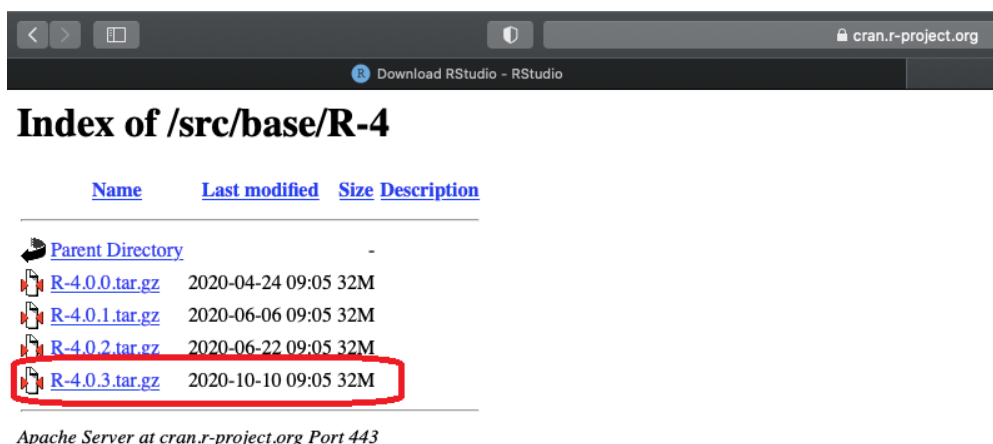 cran.r-project.org
R Download RStudio - RStudio
Index of /src/base/R-4
Name Last modified Size Description
Parent Directory -
R-4.0.0.tar.gz 2020-04-24 09:05 32M
R-4.0.1.tar.gz 2020-06-06 09:05 32M
R-4.0.2.tar.gz 2020-06-22 09:05 32M
R-4.0.3.tar.gz 2020-10-10 09:05 32M
Apache Server at cran.r-project.org Port 443